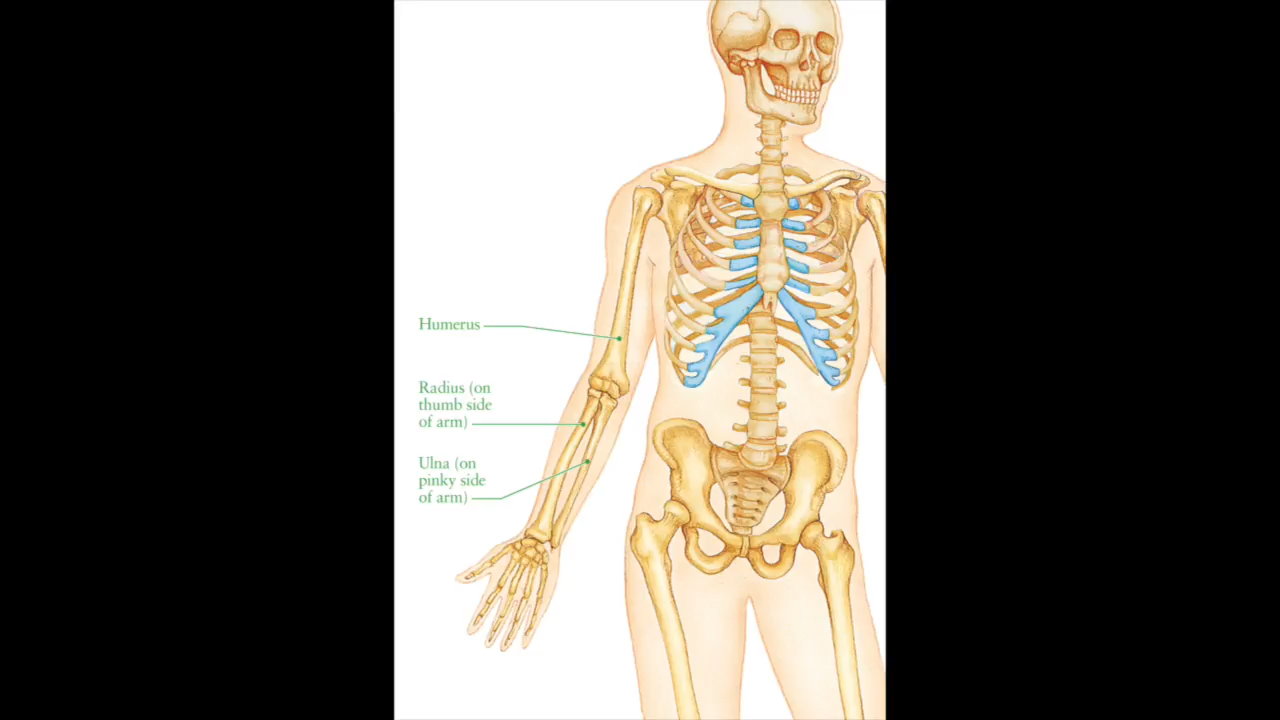 Humerus
Radius (on
thumb side
of arm)
Ulna (on
pinky side
of arm)